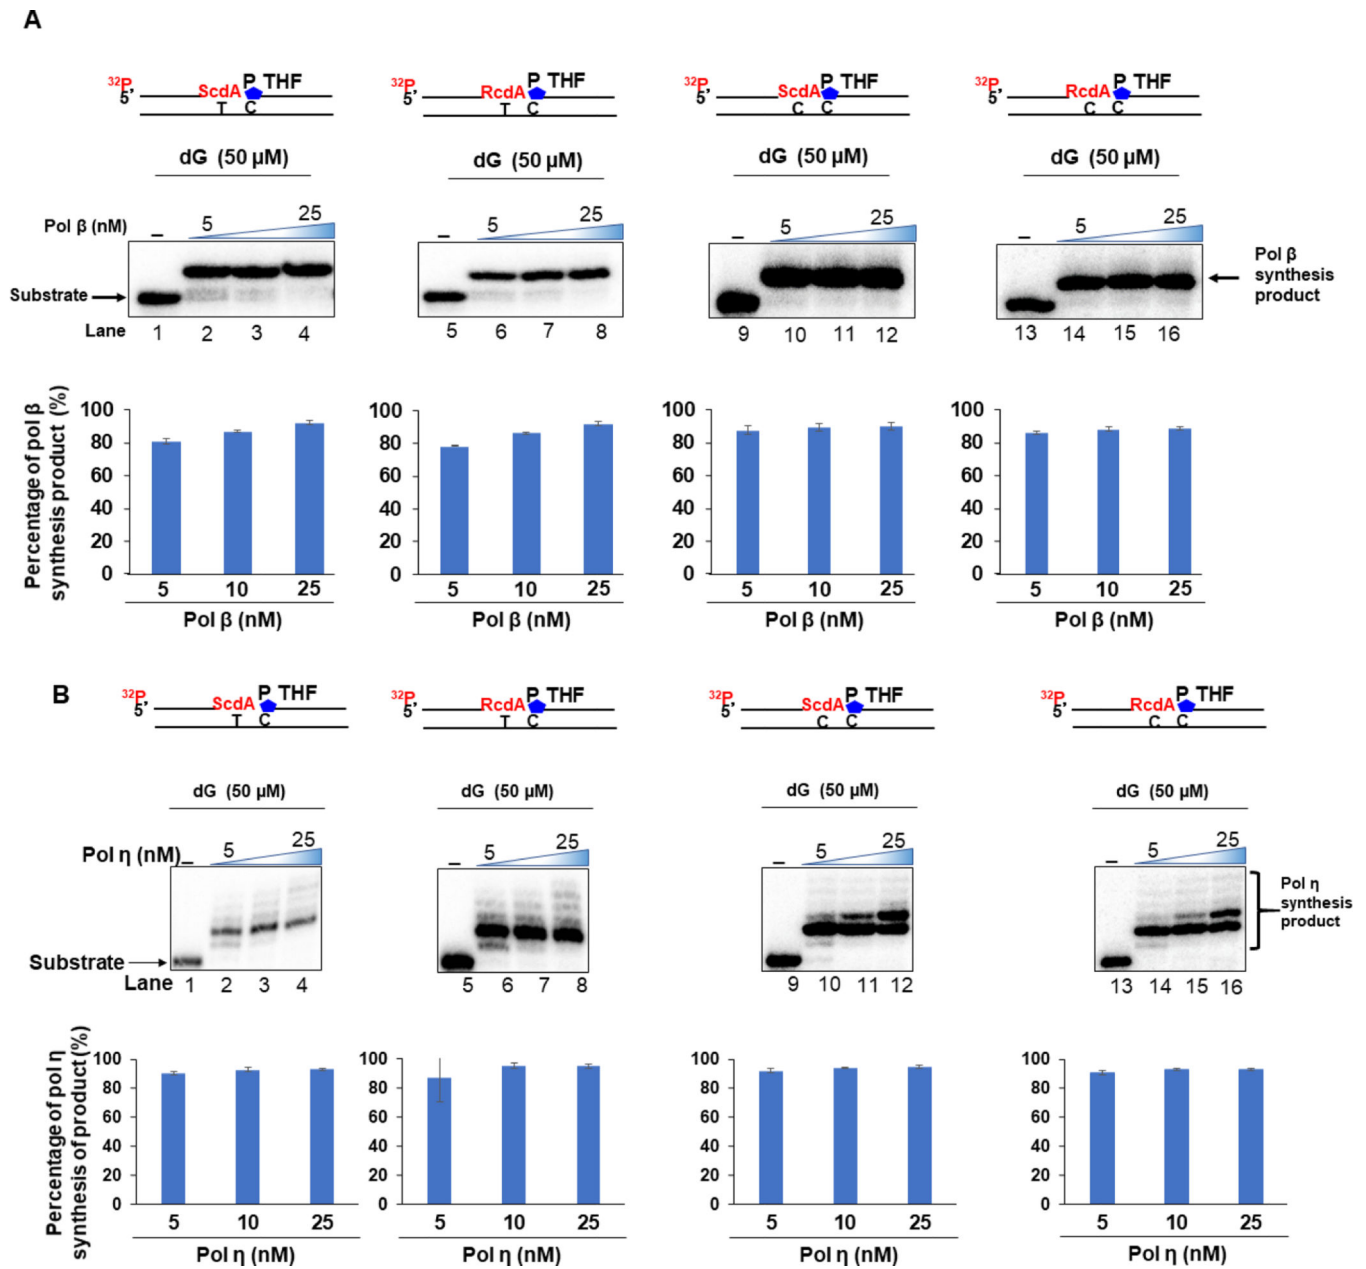 A
32P 5' ScdA P THF
T C
32P 5' RcdA P THF
T C
32P 5' ScdA P THF
C C
32P 5' RcdA P THF
C C
dG (50 µM)
dG (50 µM)
dG (50 µM)
dG (50 µM)
Pol β (nM) – 5 25
– 5 25
– 5 25
– 5 25
Substrate
Pol β
synthesis
product
Lane 1 2 3 4
5 6 7 8
9 10 11 12
13 14 15 16
Percentage of pol β
synthesis product (%)
100
80
60
40
20
0
5 10 25
Pol β (nM)
100
80
60
40
20
0
5 10 25
Pol β (nM)
100
80
60
40
20
0
5 10 25
Pol β (nM)
100
80
60
40
20
0
5 10 25
Pol β (nM)
B
32P 5' ScdA P THF
T C
32P 5' RcdA P THF
T C
32P 5' ScdA P THF
C C
32P 5' RcdA P THF
C C
dG (50 µM)
dG (50 µM)
dG (50 µM)
dG (50 µM)
Pol η (nM) – 5 25
– 5 25
– 5 25
– 5 25
Substrate
Pol η
synthesis
product
Lane 1 2 3 4
5 6 7 8
9 10 11 12
13 14 15 16
Percentage of pol η
synthesis of product (%)
100
80
60
40
20
0
5 10 25
Pol η (nM)
100
80
60
40
20
0
5 10 25
Pol η (nM)
100
80
60
40
20
0
5 10 25
Pol η (nM)
100
80
60
40
20
0
5 10 25
Pol η (nM)